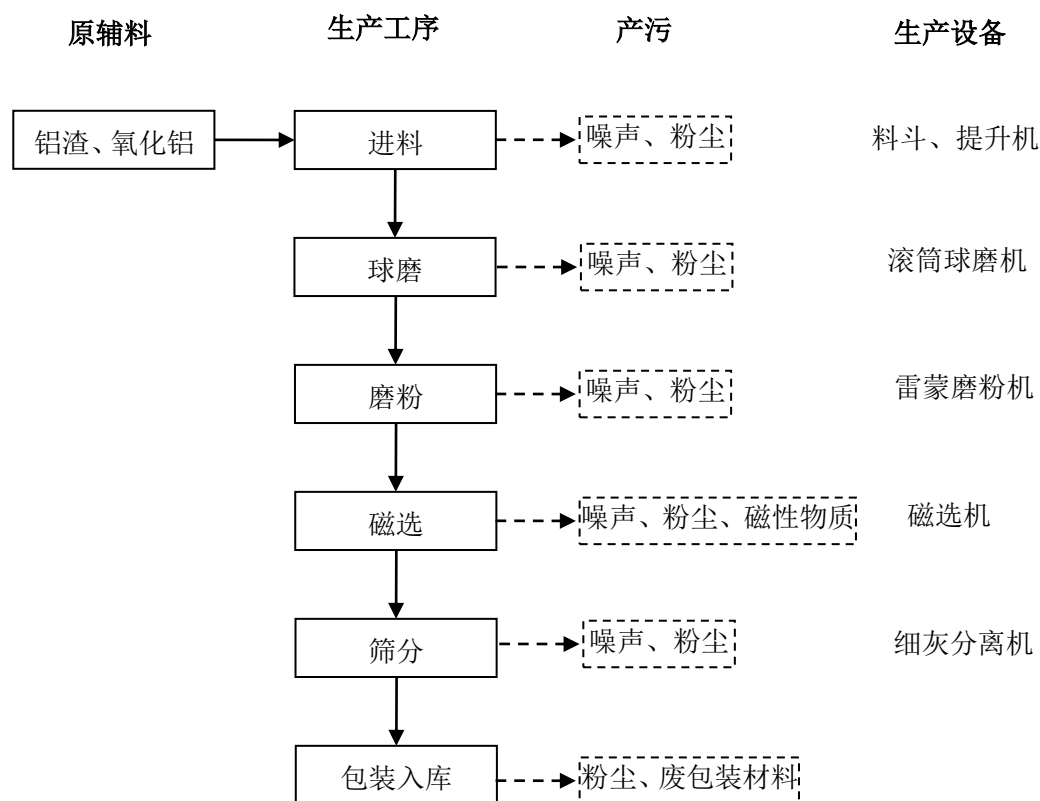 原辅料 生产工序 产污 生产设备
铝渣、氧化铝 进料 噪声、粉尘 料斗、提升机
球磨 噪声、粉尘 滚筒球磨机
磨粉 噪声、粉尘 雷蒙磨粉机
磁选 噪声、粉尘、磁性物质 磁选机
筛分 噪声、粉尘 细灰分离机
包装入库 粉尘、废包装材料